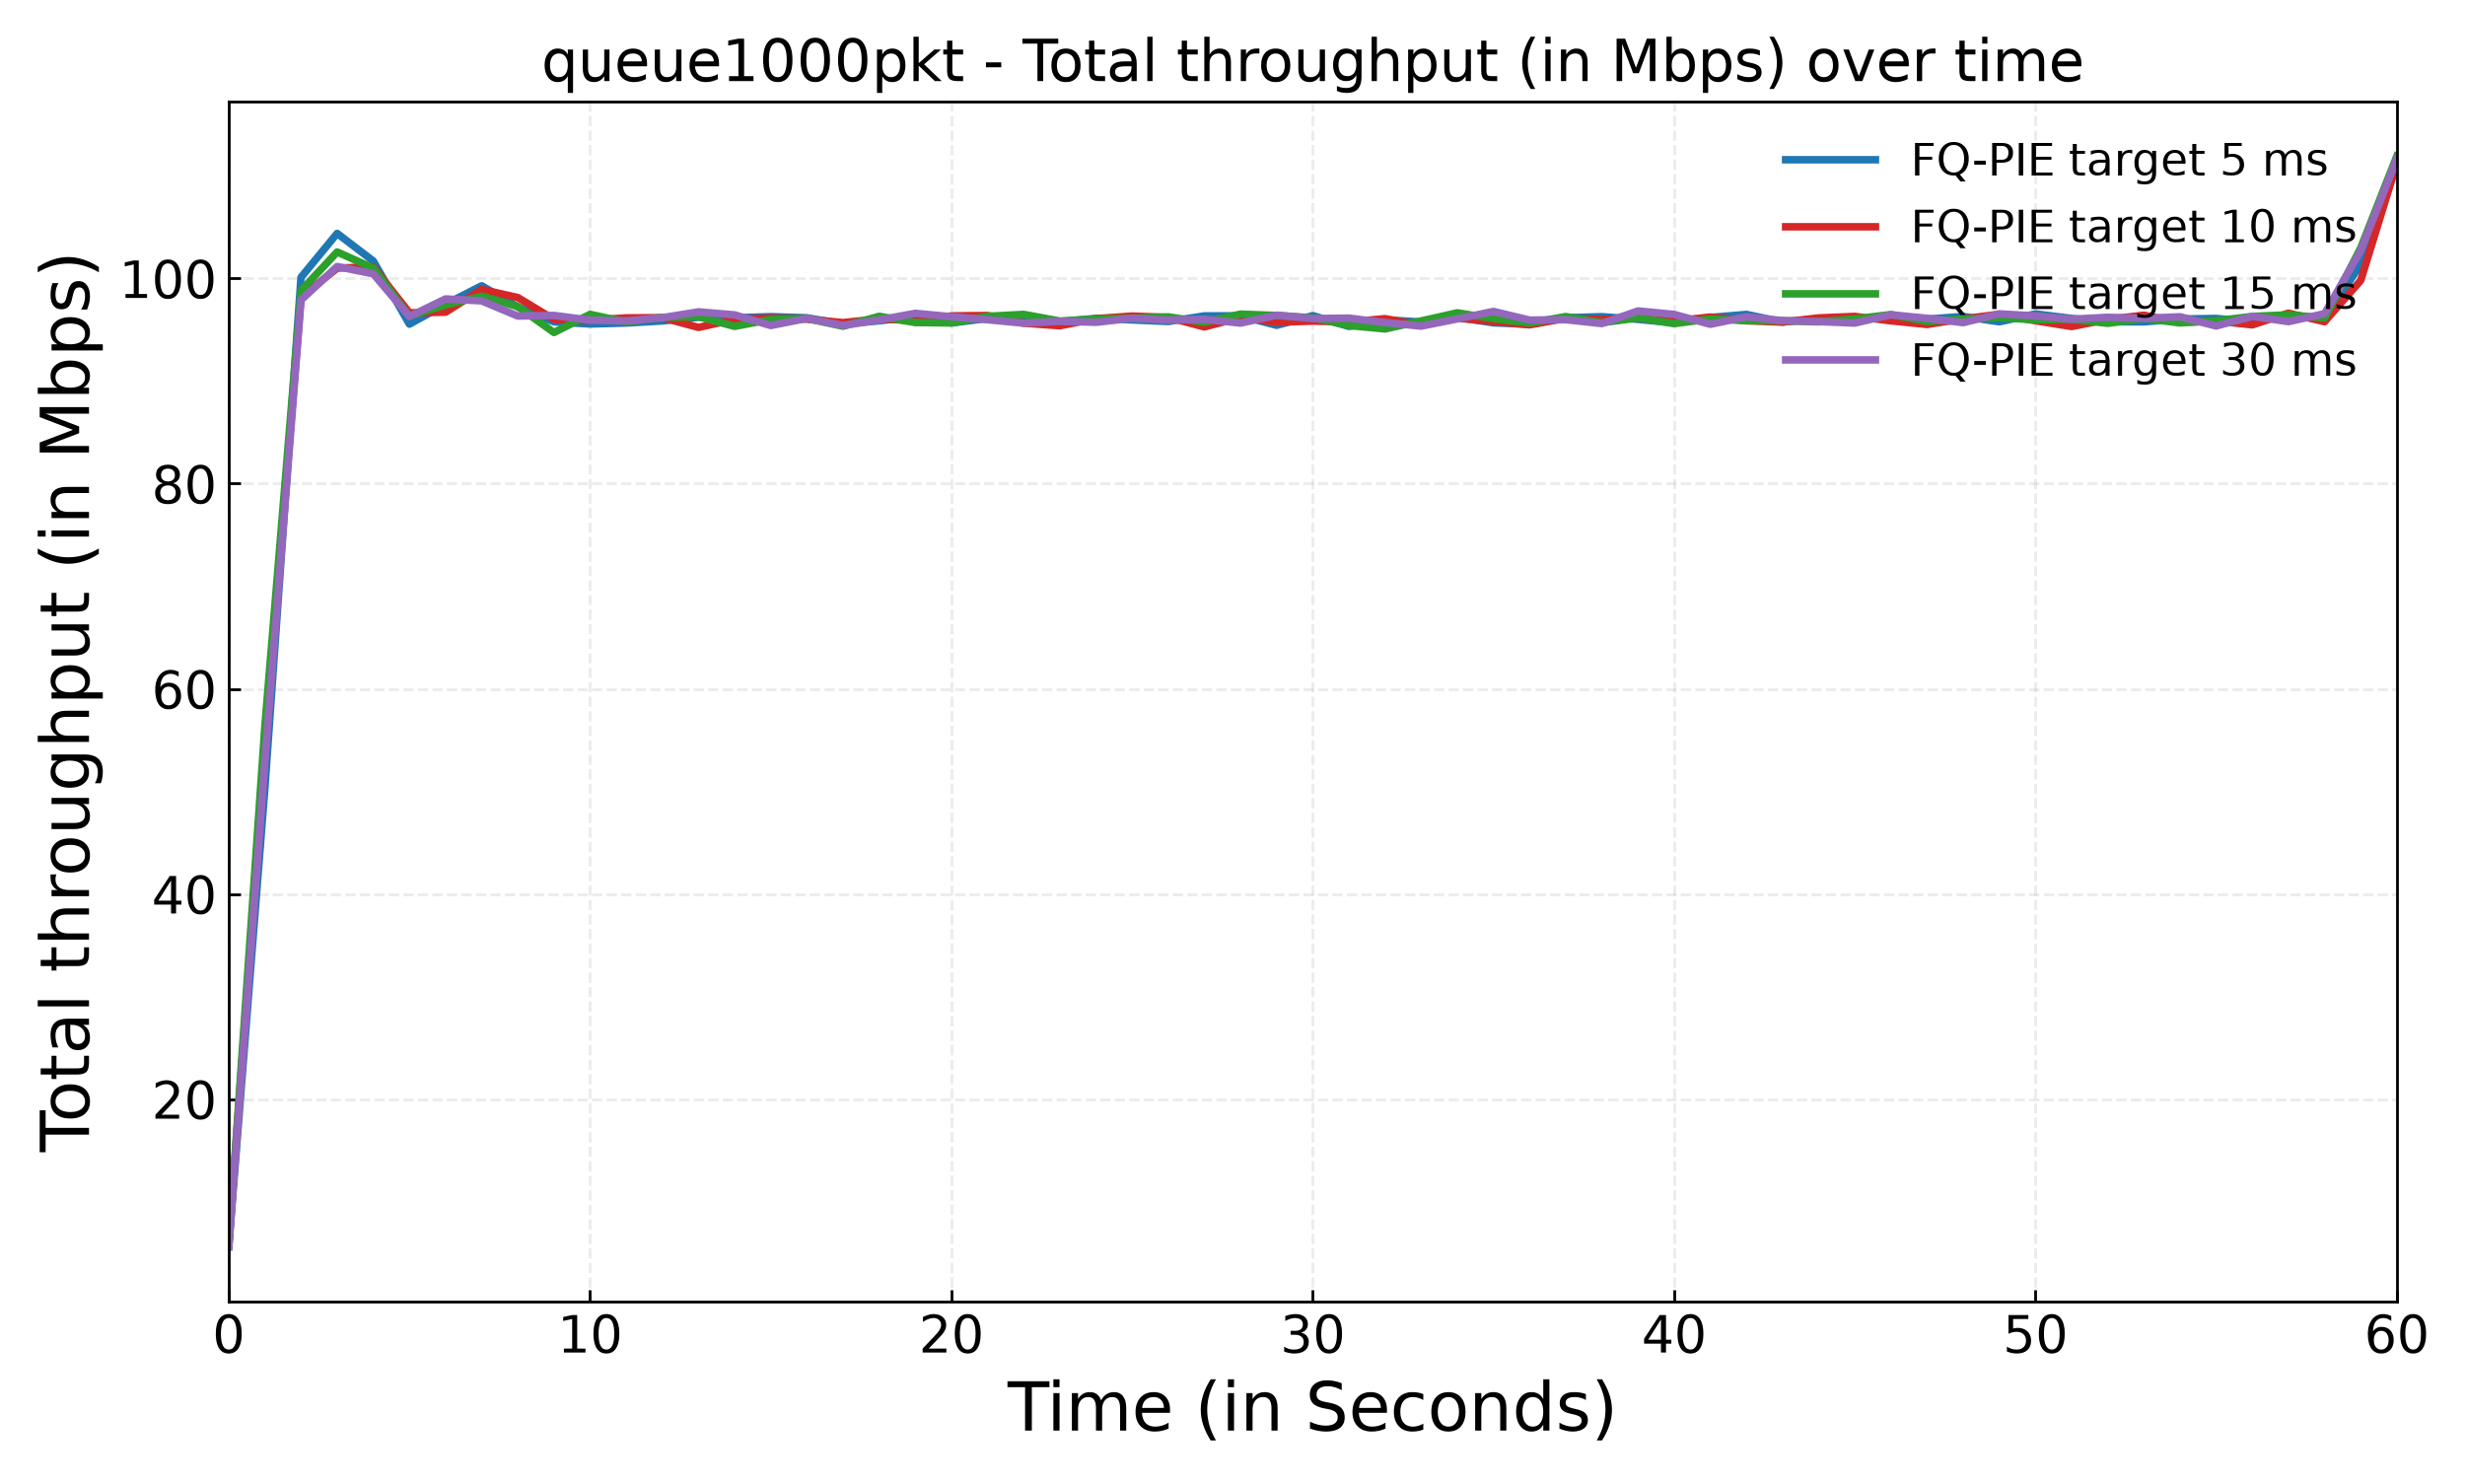 queue1000pkt - Total throughput (in Mbps) over time
Total throughput (in Mbps)
100
80
60
40
20
FQ-PIE target 5 ms
FQ-PIE target 10 ms
FQ-PIE target 15 ms
FQ-PIE target 30 ms
0 10 20 30 40 50 60
Time (in Seconds)